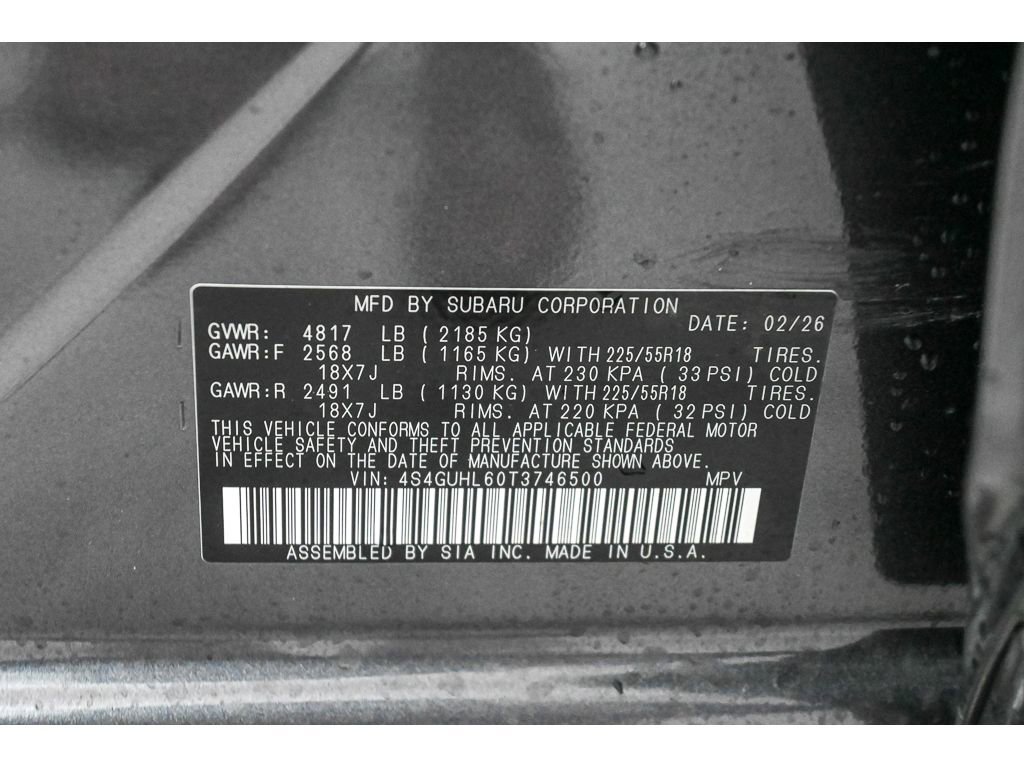 MFD BY SUBARU CORPORATION
DATE: 02/26
GVWR: 4817 LB ( 2185 KG)
GAWR:F 2568 LB ( 1165 KG) WITH 225/55R18 TIRES.
18X7J RIMS. AT 230 KPA ( 33 PSI) COLD
GAWR:R 2491 LB ( 1130 KG) WITH 225/55R18 TIRES.
18X7J RIMS. AT 220 KPA ( 32 PSI) COLD
THIS VEHICLE CONFORMS TO ALL APPLICABLE FEDERAL MOTOR
VEHICLE SAFETY AND THEFT PREVENTION STANDARDS
IN EFFECT ON THE DATE OF MANUFACTURE SHOWN ABOVE.
VIN: 4S4GUHL60T3746500 MPV
ASSEMBLED BY SIA INC. MADE IN U.S.A.